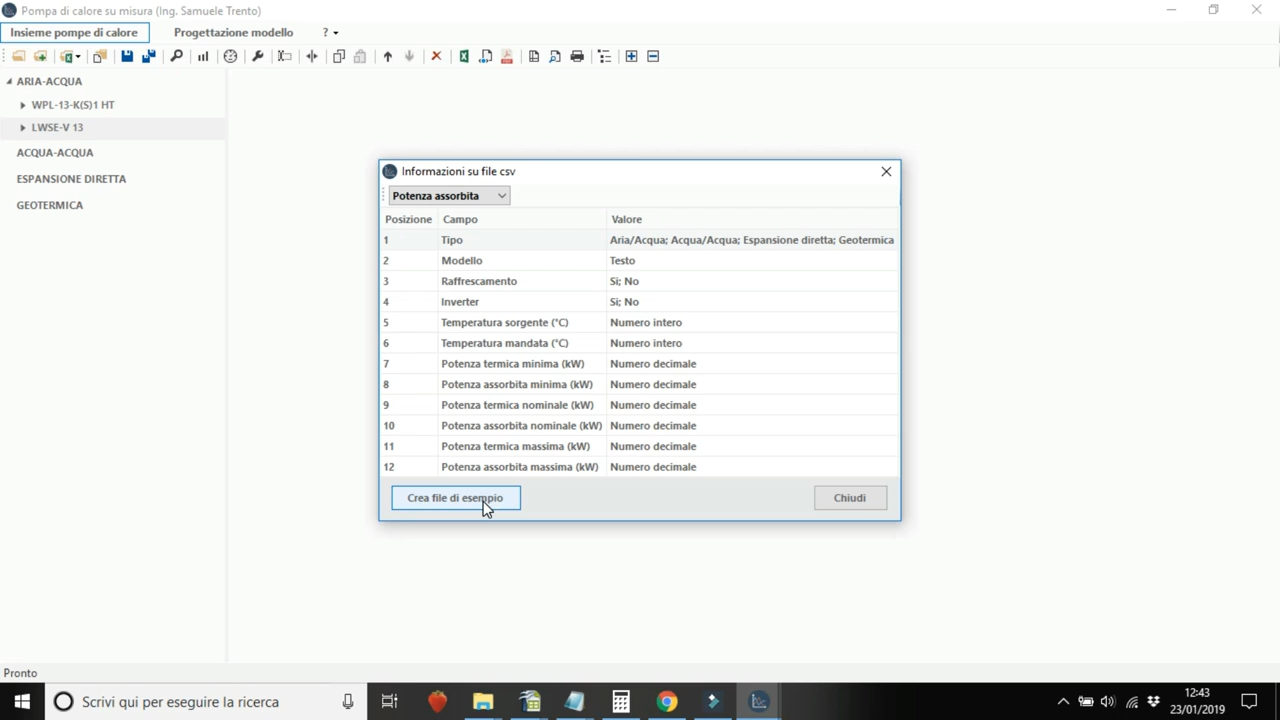 Pompa di calore su misura (Ing. Samuele Trento)
Insieme pompe di calore Progettazione modello ?
ARIA-ACQUA
WPL-13-K(S)1 HT
LWSE-V 13
ACQUA-ACQUA
ESPANSIONE DIRETTA
GEOTERMICA
Informazioni su file csv
Potenza assorbita
Posizione Campo Valore
1 Tipo Aria/Acqua; Acqua/Acqua; Espansione diretta; Geotermica
2 Modello Testo
3 Raffrescamento Si; No
4 Inverter Si; No
5 Temperatura sorgente (°C) Numero intero
6 Temperatura mandata (°C) Numero intero
7 Potenza termica minima (kW) Numero decimale
8 Potenza assorbita minima (kW) Numero decimale
9 Potenza termica nominale (kW) Numero decimale
10 Potenza assorbita nominale (kW) Numero decimale
11 Potenza termica massima (kW) Numero decimale
12 Potenza assorbita massima (kW) Numero decimale
Crea file di esempio Chiudi
Pronto
Scrivi qui per eseguire la ricerca
12:43
23/01/2019